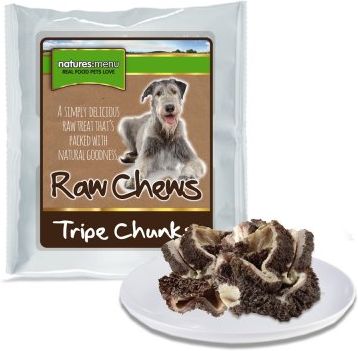 natures:menu
REAL FOOD PETS LOVE
A SIMPLY DELICIOUS
RAW TREAT THAT'S
PACKED WITH
NATURAL GOODNESS
Raw Chews
Tripe Chunks